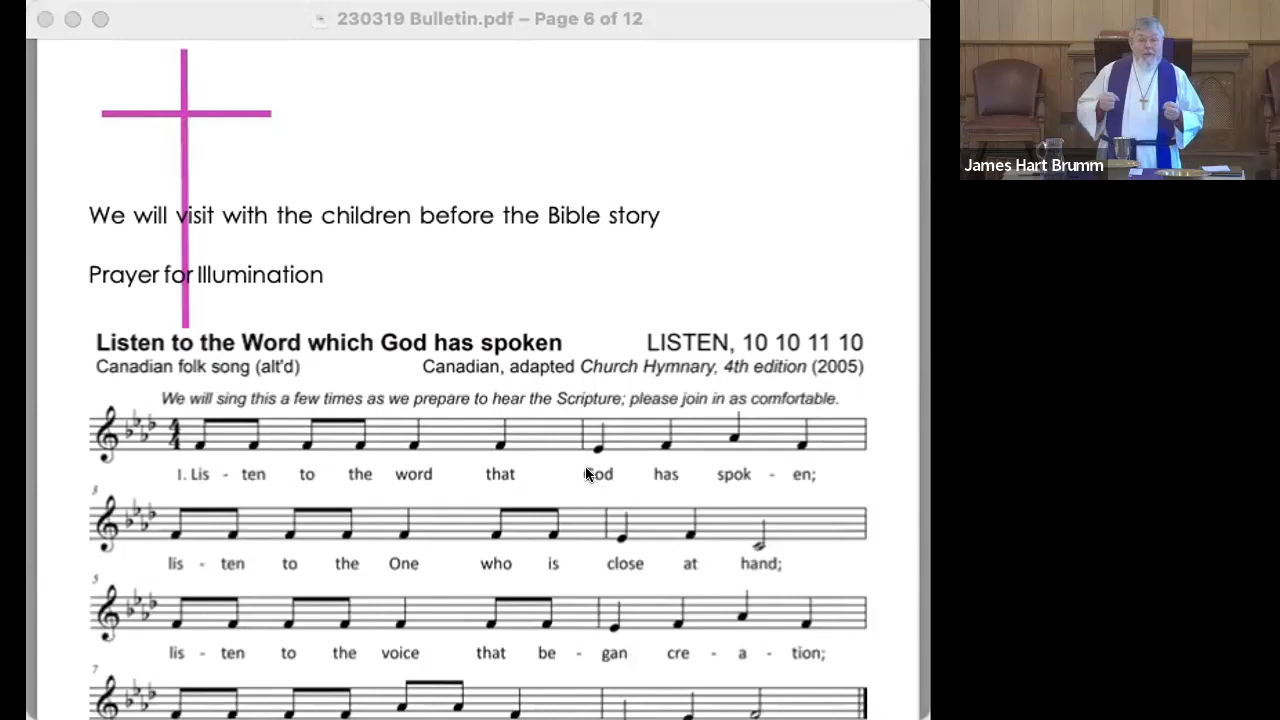 230319 Bulletin.pdf – Page 6 of 12
James Hart Brumm
We will visit with the children before the Bible story
Prayer for Illumination
Listen to the Word which God has spoken LISTEN, 10 10 11 10
Canadian folk song (alt'd) Canadian, adapted Church Hymnary, 4th edition (2005)
We will sing this a few times as we prepare to hear the Scripture; please join in as comfortable.
4
4
1. Lis - ten to the word that God has spok - en;
3
lis - ten to the One who is close at hand;
5
lis - ten to the voice that be - gan cre - a - tion;
7